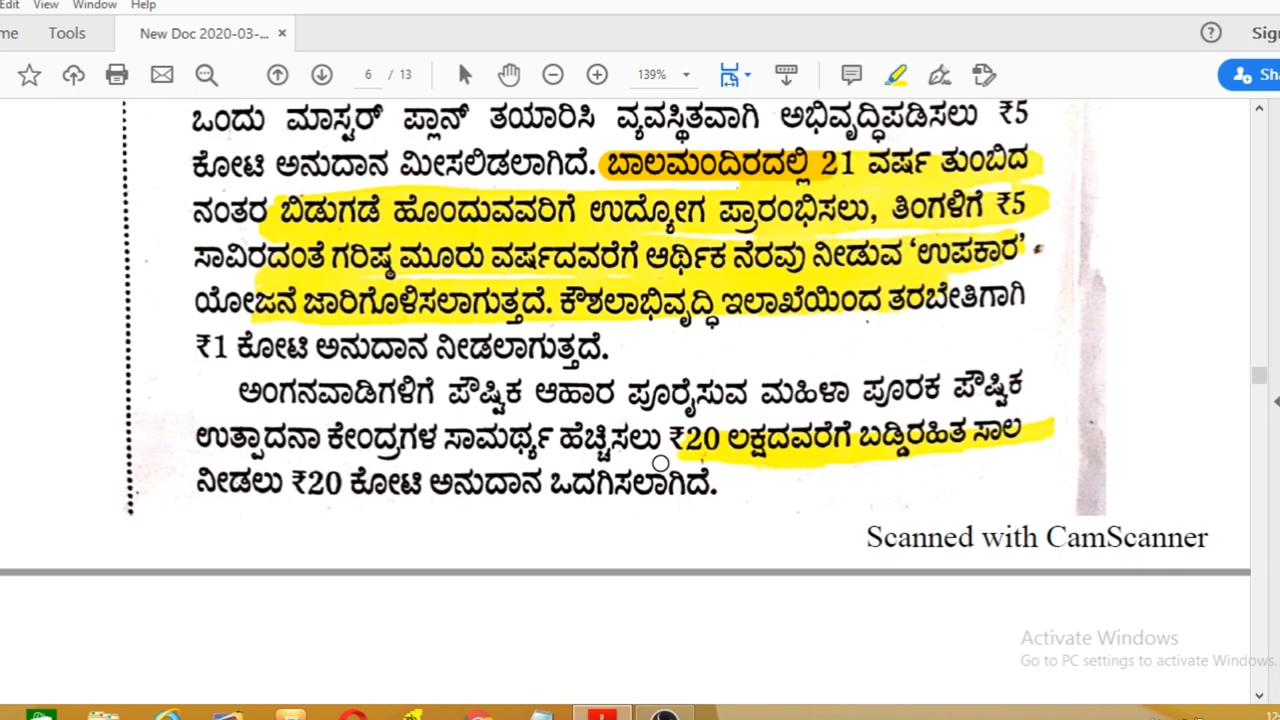 Edit View Window Help
me Tools New Doc 2020-03-... ×
6 / 13 139% Sha
ಒಂದು ಮಾಸ್ಟರ್ ಪ್ಲಾನ್ ತಯಾರಿಸಿ ವ್ಯವಸ್ಥಿತವಾಗಿ ಅಭಿವೃದ್ಧಿಪಡಿಸಲು ₹5
ಕೋಟಿ ಅನುದಾನ ಮೀಸಲಿಡಲಾಗಿದೆ. ಬಾಲಮಂದಿರದಲ್ಲಿ 21 ವರ್ಷ ತುಂಬಿದ
ನಂತರ ಬಿಡುಗಡೆ ಹೊಂದುವವರಿಗೆ ಉದ್ಯೋಗ ಪ್ರಾರಂಭಿಸಲು, ತಿಂಗಳಿಗೆ ₹5
ಸಾವಿರದಂತೆ ಗರಿಷ್ಠ ಮೂರು ವರ್ಷದವರೆಗೆ ಆರ್ಥಿಕ ನೆರವು ನೀಡುವ ‘ಉಪಕಾರ’
ಯೋಜನೆ ಜಾರಿಗೊಳಿಸಲಾಗುತ್ತದೆ. ಕೌಶಲಾಭಿವೃದ್ಧಿ ಇಲಾಖೆಯಿಂದ ತರಬೇತಿಗಾಗಿ
₹1 ಕೋಟಿ ಅನುದಾನ ನೀಡಲಾಗುತ್ತದೆ.
ಅಂಗನವಾಡಿಗಳಿಗೆ ಪೌಷ್ಟಿಕ ಆಹಾರ ಪೂರೈಸುವ ಮಹಿಳಾ ಪೂರಕ ಪೌಷ್ಟಿಕ
ಉತ್ಪಾದನಾ ಕೇಂದ್ರಗಳ ಸಾಮರ್ಥ್ಯ ಹೆಚ್ಚಿಸಲು ₹20 ಲಕ್ಷದವರೆಗೆ ಬಡ್ಡಿರಹಿತ ಸಾಲ
ನೀಡಲು ₹20 ಕೋಟಿ ಅನುದಾನ ಒದಗಿಸಲಾಗಿದೆ.
Scanned with CamScanner
Activate Windows
Go to PC settings to activate Windows.